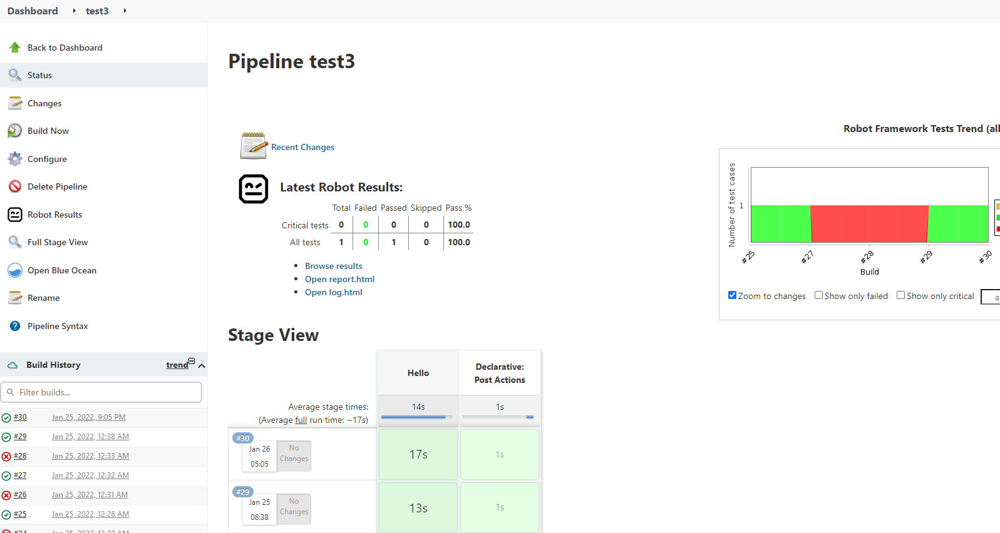 Dashboard test3
Back to Dashboard
Status
Changes
Build Now
Configure
Delete Pipeline
Robot Results
Full Stage View
Open Blue Ocean
Rename
Pipeline Syntax
Build History trend
Filter builds...
#30 Jan 25, 2022, 9:05 PM
#29 Jan 25, 2022, 12:38 AM
#28 Jan 25, 2022, 12:33 AM
#27 Jan 25, 2022, 12:32 AM
#26 Jan 25, 2022, 12:31 AM
#25 Jan 25, 2022, 12:28 AM
#24 Jan 25, 2022, 12:27 AM
Pipeline test3
Recent Changes
Latest Robot Results:
Total Failed Passed Skipped Pass %
Critical tests 0 0 0 0 100.0
All tests 1 0 1 0 100.0
Browse results
Open report.html
Open log.html
Robot Framework Tests Trend (all
Number of test cases
1
#25 #27 #28 #29 #30
Build
Zoom to changes Show only failed Show only critical a
Stage View
Hello
Declarative:
Post Actions
Average stage times: 14s 1s
(Average full run time: ~17s)
#30
Jan 26
05:05
No
Changes
17s
1s
#29
Jan 25
08:38
No
Changes
13s
1s